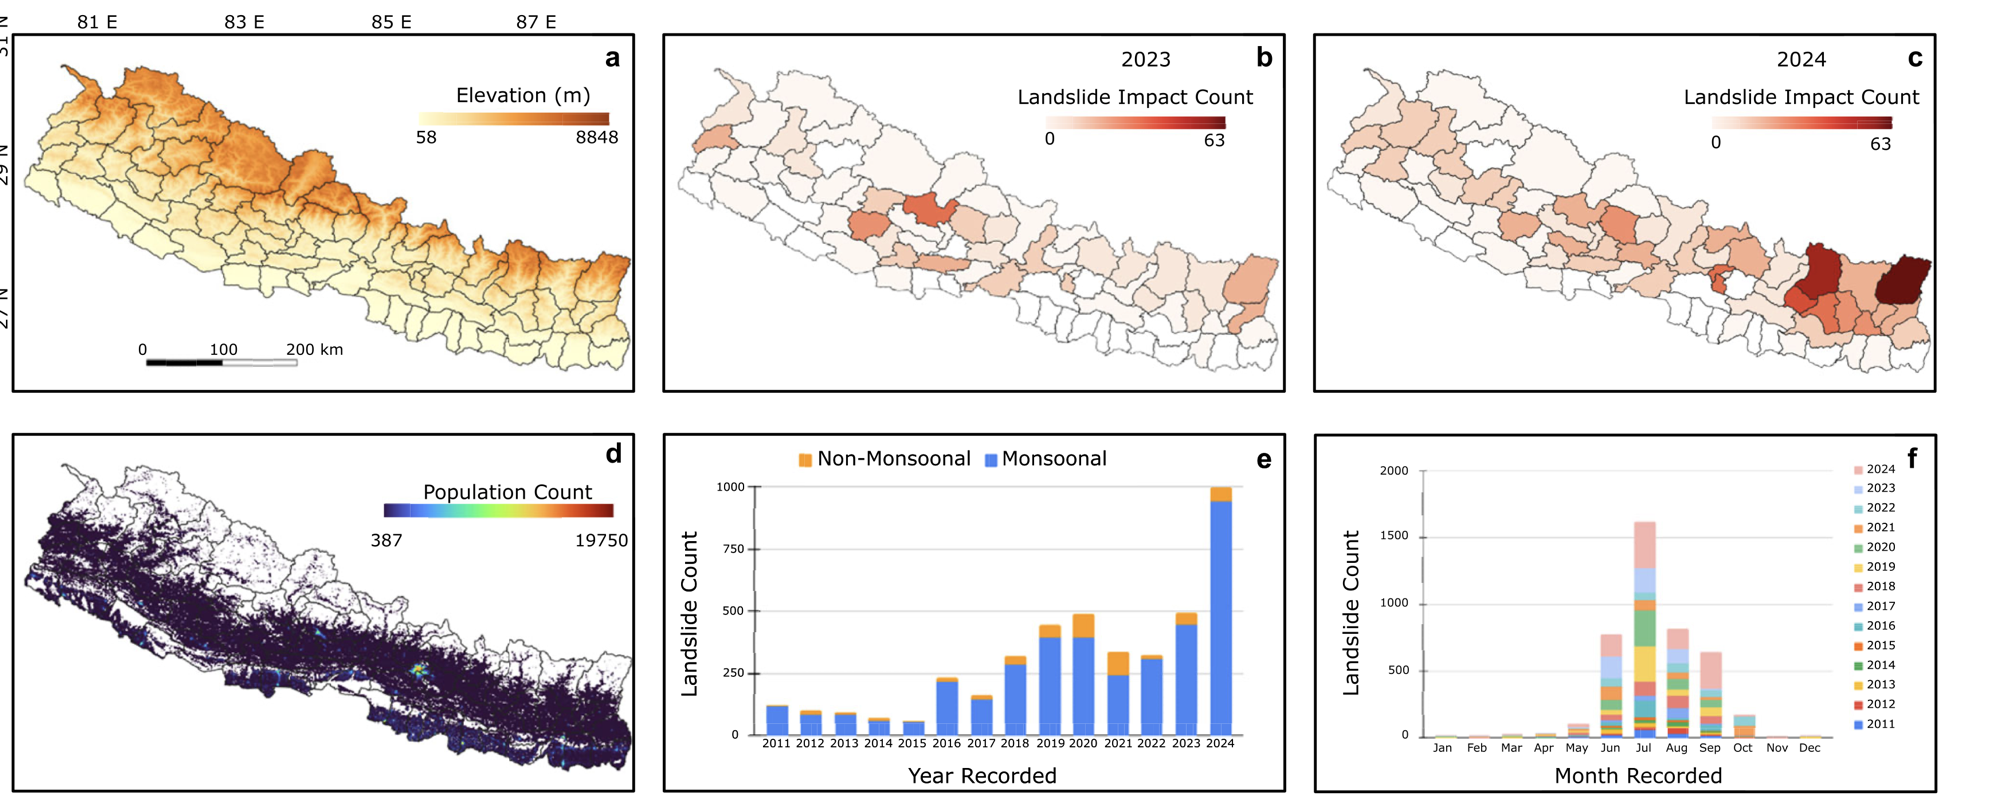 81 E 83 E 85 E 87 E
31 N
29 N
27 N
a
Elevation (m)
58 8848
0 100 200 km
b
2023
Landslide Impact Count
0 63
c
2024
Landslide Impact Count
0 63
d
Population Count
387 19750
e
Non-Monsoonal Monsoonal
Landslide Count
1000
750
500
250
0
2011 2012 2013 2014 2015 2016 2017 2018 2019 2020 2021 2022 2023 2024
Year Recorded
f
Landslide Count
2000
1500
1000
500
0
Jan Feb Mar Apr May Jun Jul Aug Sep Oct Nov Dec
Month Recorded
2024
2023
2022
2021
2020
2019
2018
2017
2016
2015
2014
2013
2012
2011